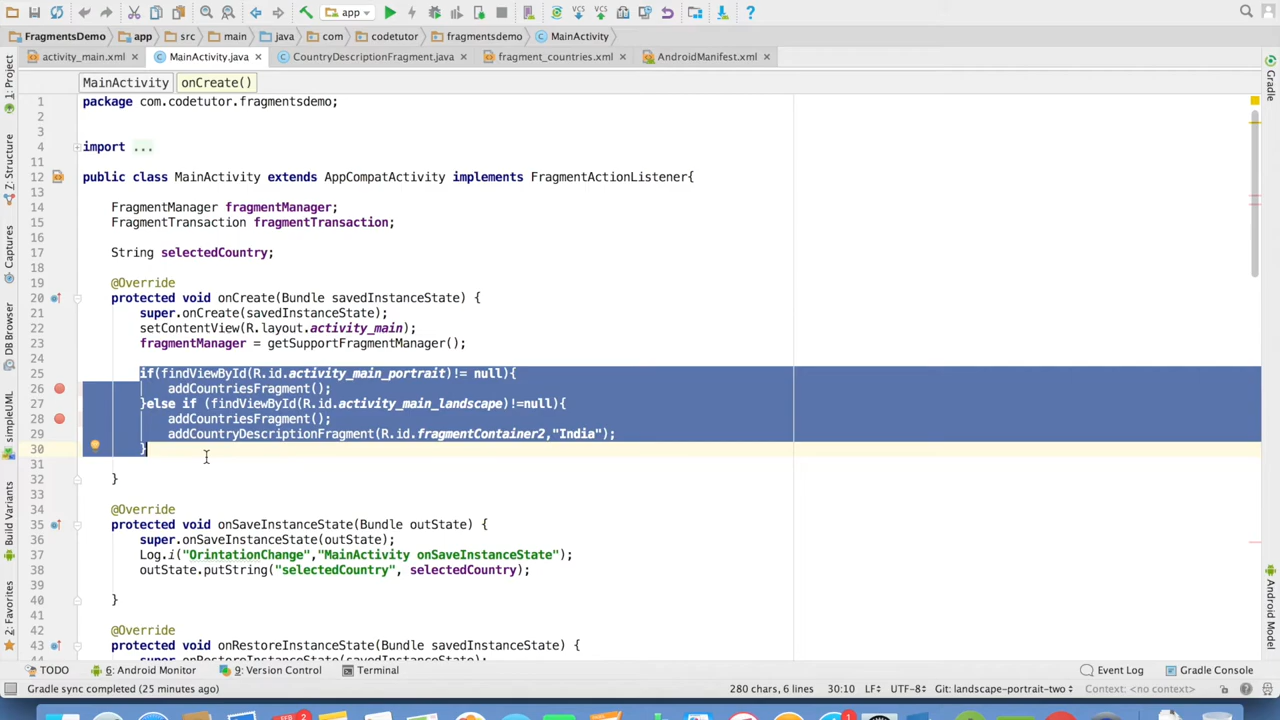 app
FragmentsDemo app src main java com codetutor fragmentsdemo MainActivity
activity_main.xml MainActivity.java CountryDescriptionFragment.java fragment_countries.xml AndroidManifest.xml
MainActivity onCreate()
1 package com.codetutor.fragmentsdemo;
2
3
4 import ...
11
12 public class MainActivity extends AppCompatActivity implements FragmentActionListener{
13
14 FragmentManager fragmentManager;
15 FragmentTransaction fragmentTransaction;
16
17 String selectedCountry;
18
19 @Override
20 protected void onCreate(Bundle savedInstanceState) {
21 super.onCreate(savedInstanceState);
22 setContentView(R.layout.activity_main);
23 fragmentManager = getSupportFragmentManager();
24
25 if(findViewById(R.id.activity_main_portrait)!= null){
26 addCountriesFragment();
27 }else if (findViewById(R.id.activity_main_landscape)!=null){
28 addCountriesFragment();
29 addCountryDescriptionFragment(R.id.fragmentContainer2,"India");
30 }
31
32 }
33
34 @Override
35 protected void onSaveInstanceState(Bundle outState) {
36 super.onSaveInstanceState(outState);
37 Log.i("OrintationChange","MainActivity onSaveInstanceState");
38 outState.putString("selectedCountry", selectedCountry);
39
40 }
41
42 @Override
43 protected void onRestoreInstanceState(Bundle savedInstanceState) {
44 super.onRestoreInstanceState(savedInstanceState);
1: Project
7: Structure
Captures
DB Browser
simpleUML
Build Variants
2: Favorites
Gradle
Android Model
TODO 6: Android Monitor 9: Version Control Terminal Event Log Gradle Console
Gradle sync completed (25 minutes ago) 280 chars, 6 lines 30:10 LF÷ UTF-8÷ Git: landscape-portrait-two÷ Context: <no context>
FEB 2 1